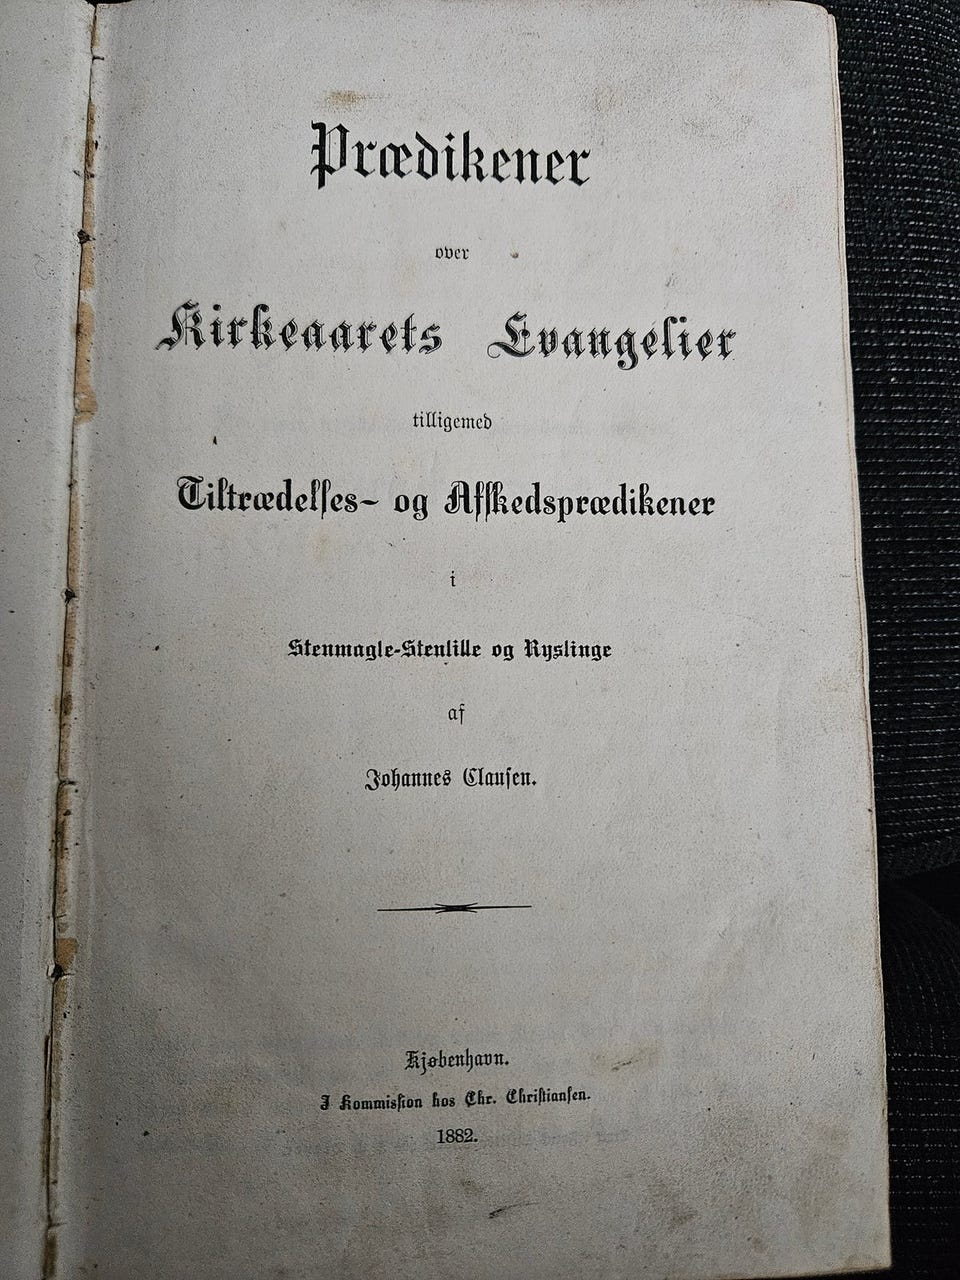 Prædikener
over
Kirkeaarets Evangelier
tilligemed
Tiltrædelses- og Afskedsprædikener
i
Stenmagle-Stenlille og Ryslinge
af
Johannes Clausen.
Kjøbenhavn.
I Kommission hos Chr. Christiansen.
1882.